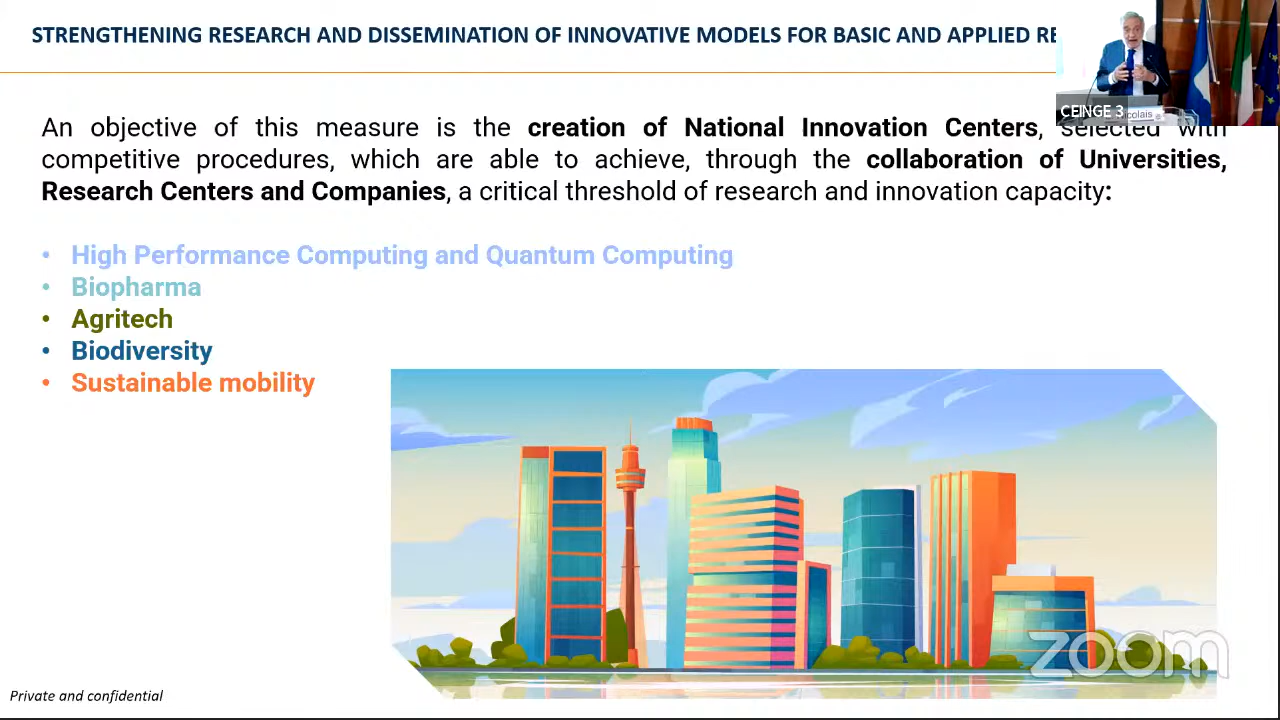 STRENGTHENING RESEARCH AND DISSEMINATION OF INNOVATIVE MODELS FOR BASIC AND APPLIED RE
CEINGE 3
colais
An objective of this measure is the creation of National Innovation Centers, selected with
competitive procedures, which are able to achieve, through the collaboration of Universities,
Research Centers and Companies, a critical threshold of research and innovation capacity:
• High Performance Computing and Quantum Computing
• Biopharma
• Agritech
• Biodiversity
• Sustainable mobility
zoom
Private and confidential